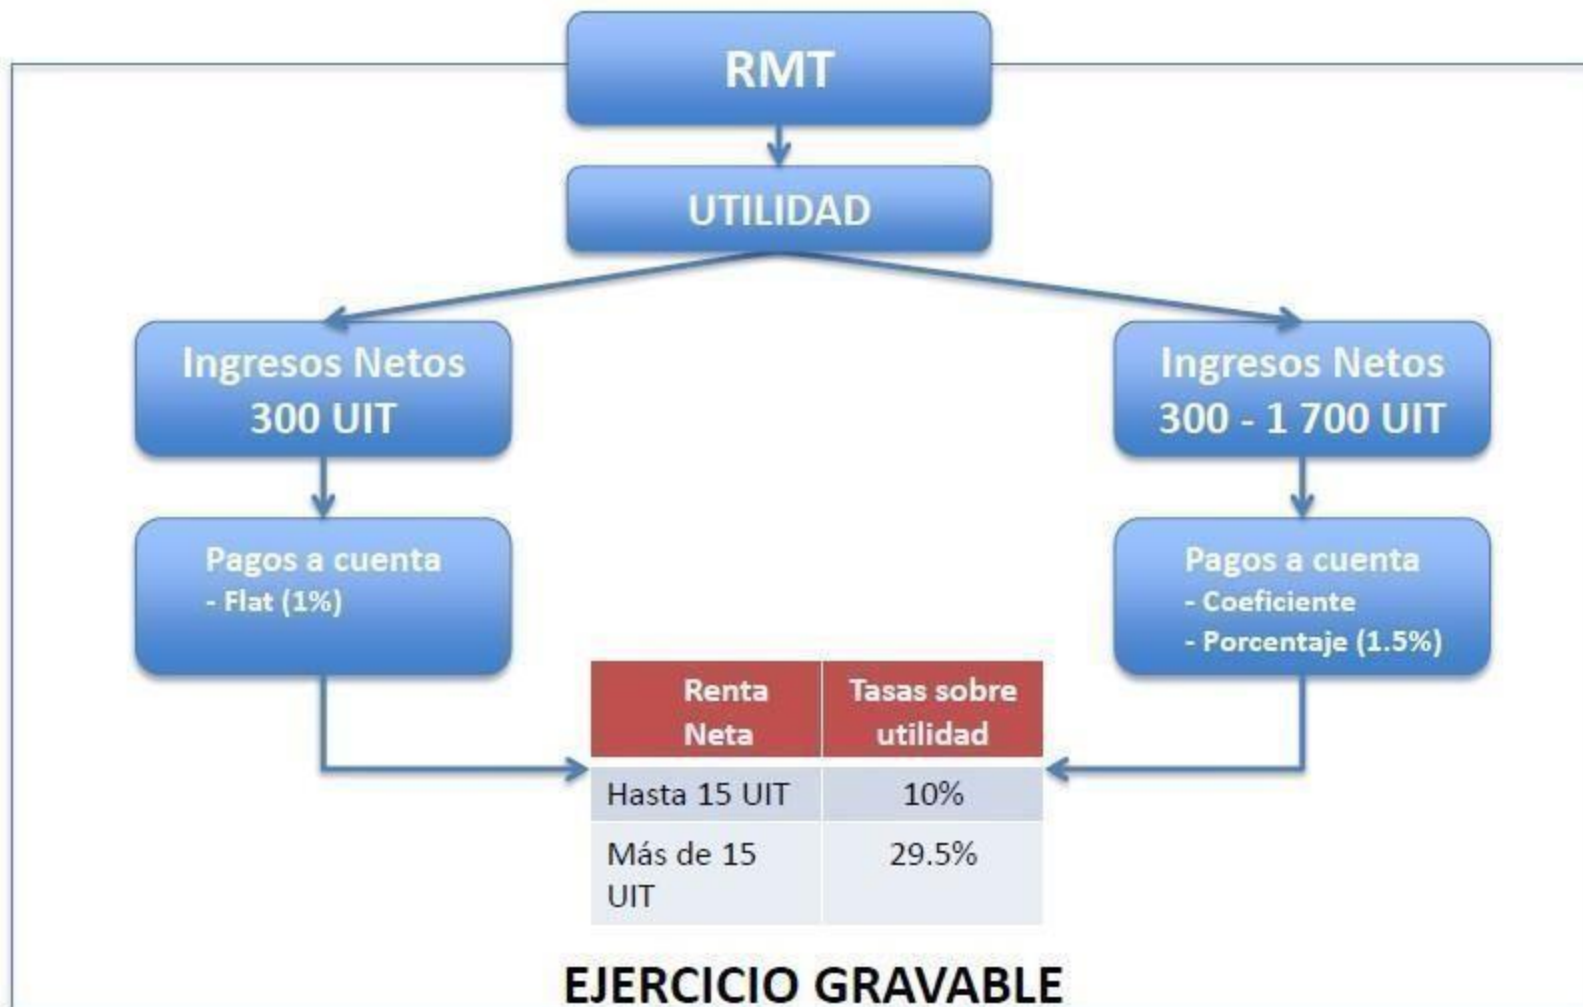 RMT
UTILIDAD
Ingresos Netos
300 UIT
Ingresos Netos
300 - 1 700 UIT
Pagos a cuenta
- Flat (1%)
Pagos a cuenta
- Coeficiente
- Porcentaje (1.5%)
Renta
Neta
Tasas sobre
utilidad
Hasta 15 UIT
10%
Más de 15
UIT
29.5%
EJERCICIO GRAVABLE